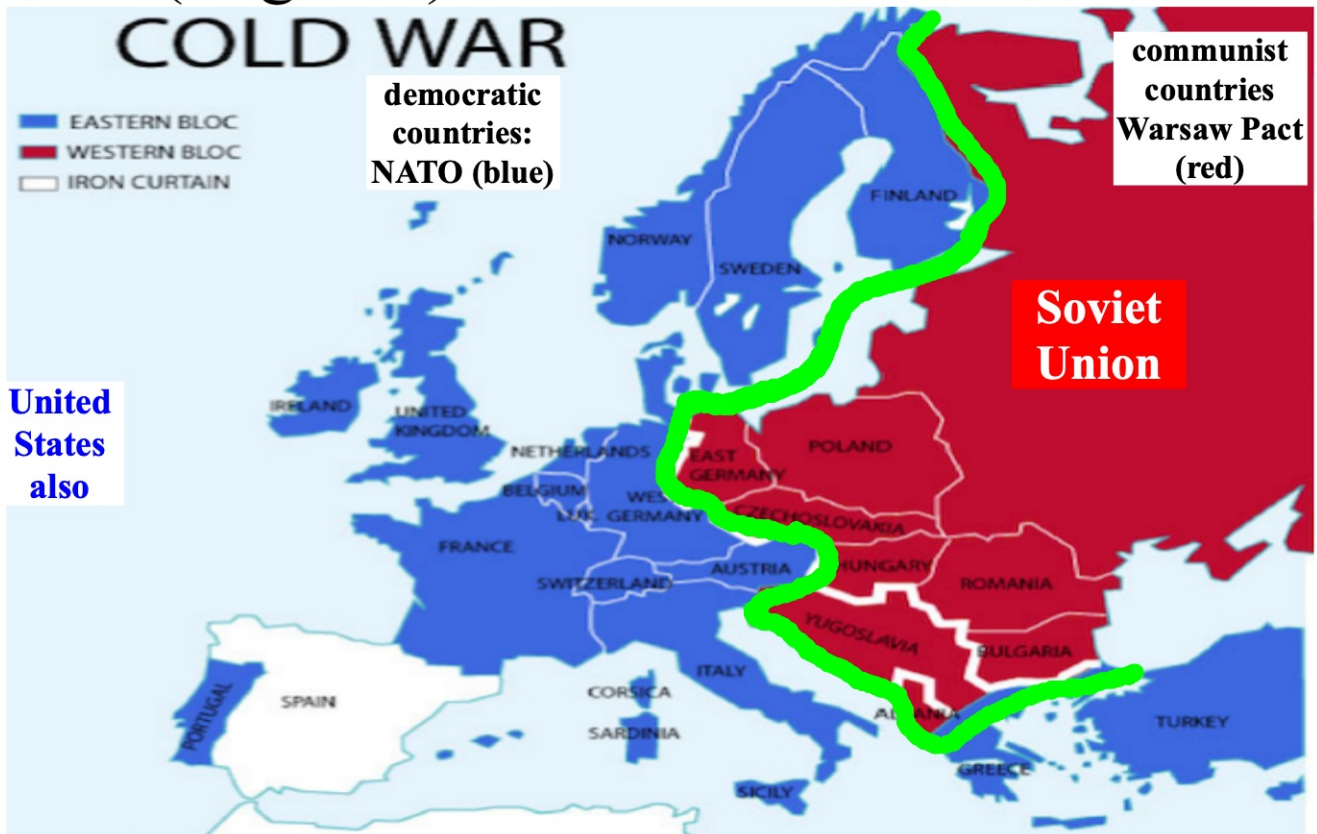 COLD WAR
EASTERN BLOC
WESTERN BLOC
IRON CURTAIN
democratic
countries:
NATO (blue)
communist
countries
Warsaw Pact
(red)
FINLAND
NORWAY
SWEDEN
Soviet
Union
United
States
also
IRELAND
UNITED
KINGDOM
NETHERLANDS
BELGIUM
LUK.
WEST
GERMANY
EAST
GERMANY
POLAND
CZECHOSLOVAKIA
FRANCE
SWITZERLAND
AUSTRIA
HUNGARY
ROMANIA
YUGOSLAVIA
BULGARIA
ITALY
PORTUGAL
SPAIN
CORSICA
SARDINIA
ALBANIA
TURKEY
GREECE
SICILY